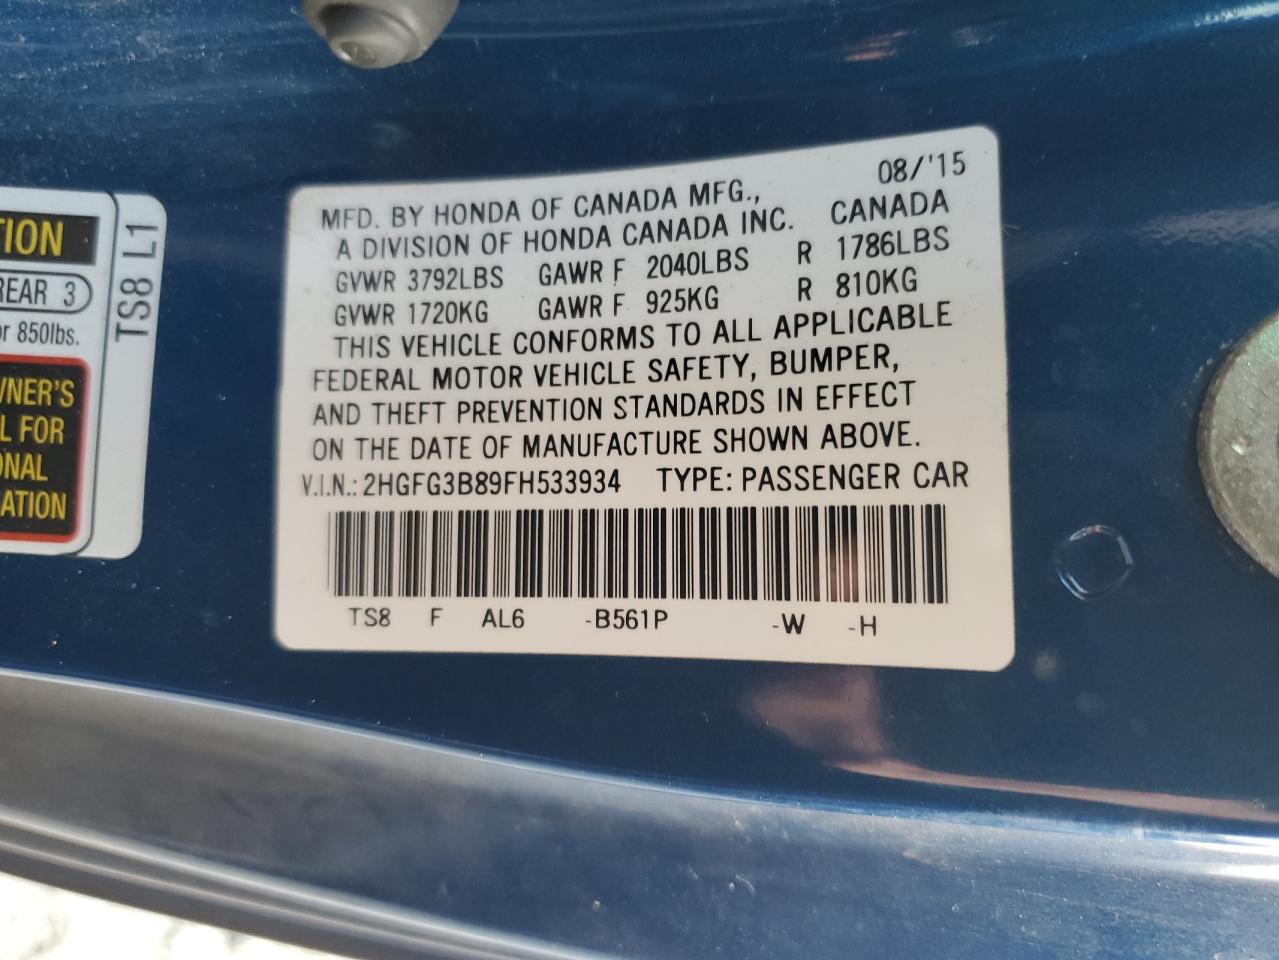 TION
REAR 3
or 850lbs.
WNER'S
L FOR
ONAL
ATION
TS8 L1
08/'15
MFD. BY HONDA OF CANADA MFG.,
A DIVISION OF HONDA CANADA INC. CANADA
GVWR 3792LBS GAWR F 2040LBS R 1786LBS
GVWR 1720KG GAWR F 925KG R 810KG
THIS VEHICLE CONFORMS TO ALL APPLICABLE
FEDERAL MOTOR VEHICLE SAFETY, BUMPER,
AND THEFT PREVENTION STANDARDS IN EFFECT
ON THE DATE OF MANUFACTURE SHOWN ABOVE.
V.I.N.: 2HGFG3B89FH533934 TYPE: PASSENGER CAR
TS8 F AL6 -B561P -W -H